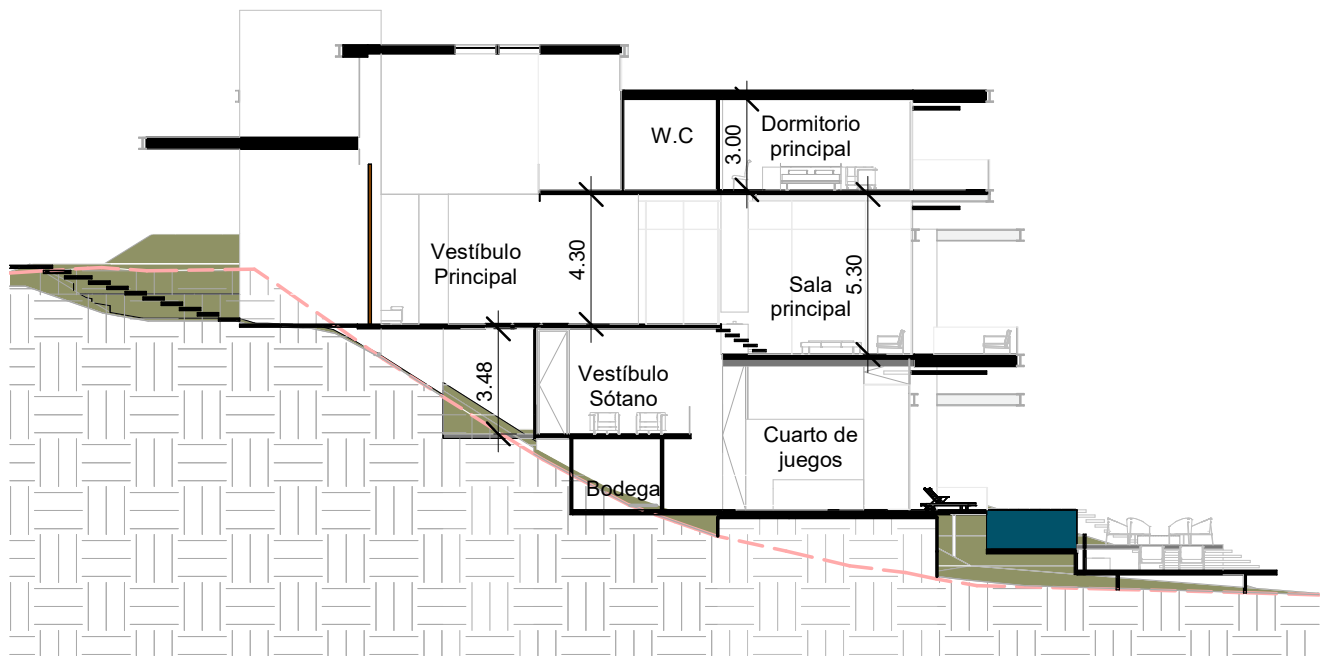 W.C
Dormitorio
principal
3.00
Vestíbulo
Principal
4.30
Sala
principal
5.30
3.48
Vestíbulo
Sótano
Cuarto de
juegos
Bodega